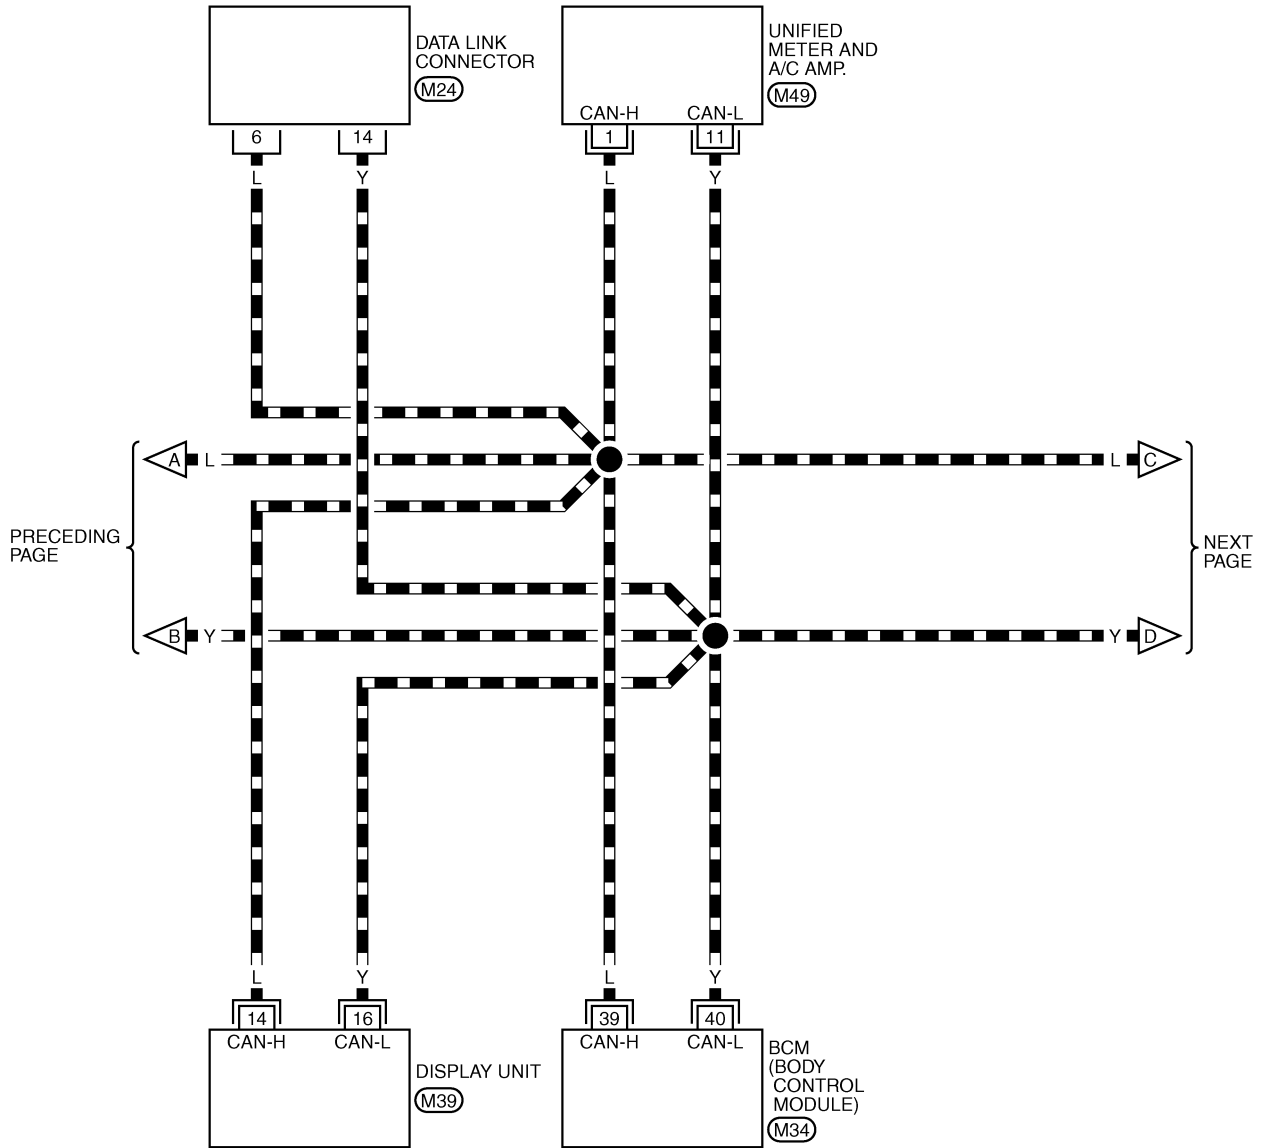 DATA LINK
CONNECTOR
M24
UNIFIED
METER AND
A/C AMP.
M49
CAN-H
CAN-L
6
14
1
11
L
Y
L
Y
A
L
L
C
PRECEDING
PAGE
NEXT
PAGE
B
Y
Y
D
L
Y
L
Y
14
16
39
40
CAN-H
CAN-L
CAN-H
CAN-L
DISPLAY UNIT
M39
BCM
(BODY
CONTROL
MODULE)
M34